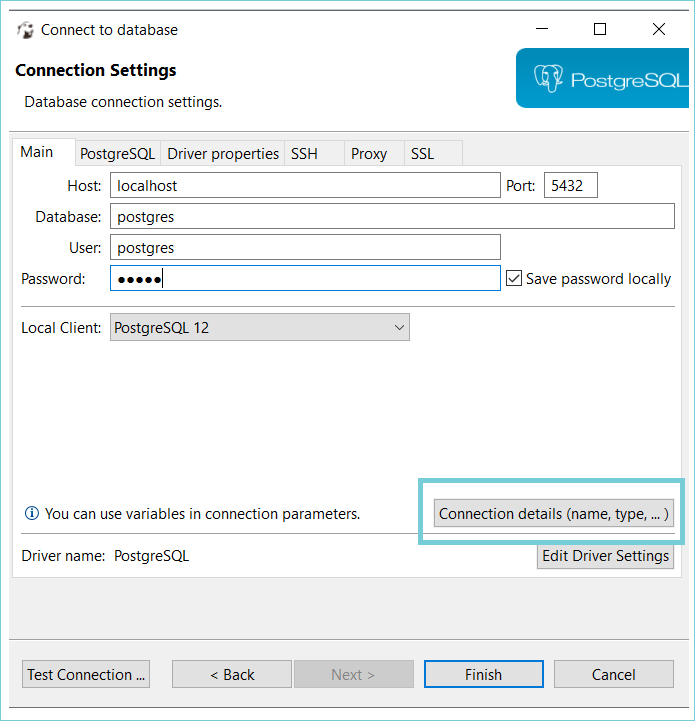 Connect to database
Connection Settings
Database connection settings.
PostgreSQL
Main PostgreSQL Driver properties SSH Proxy SSL
Host: localhost Port: 5432
Database: postgres
User: postgres
Password: ●●●●● Save password locally
Local Client: PostgreSQL 12
You can use variables in connection parameters. Connection details (name, type, ... )
Driver name: PostgreSQL Edit Driver Settings
Test Connection ... < Back Next > Finish Cancel